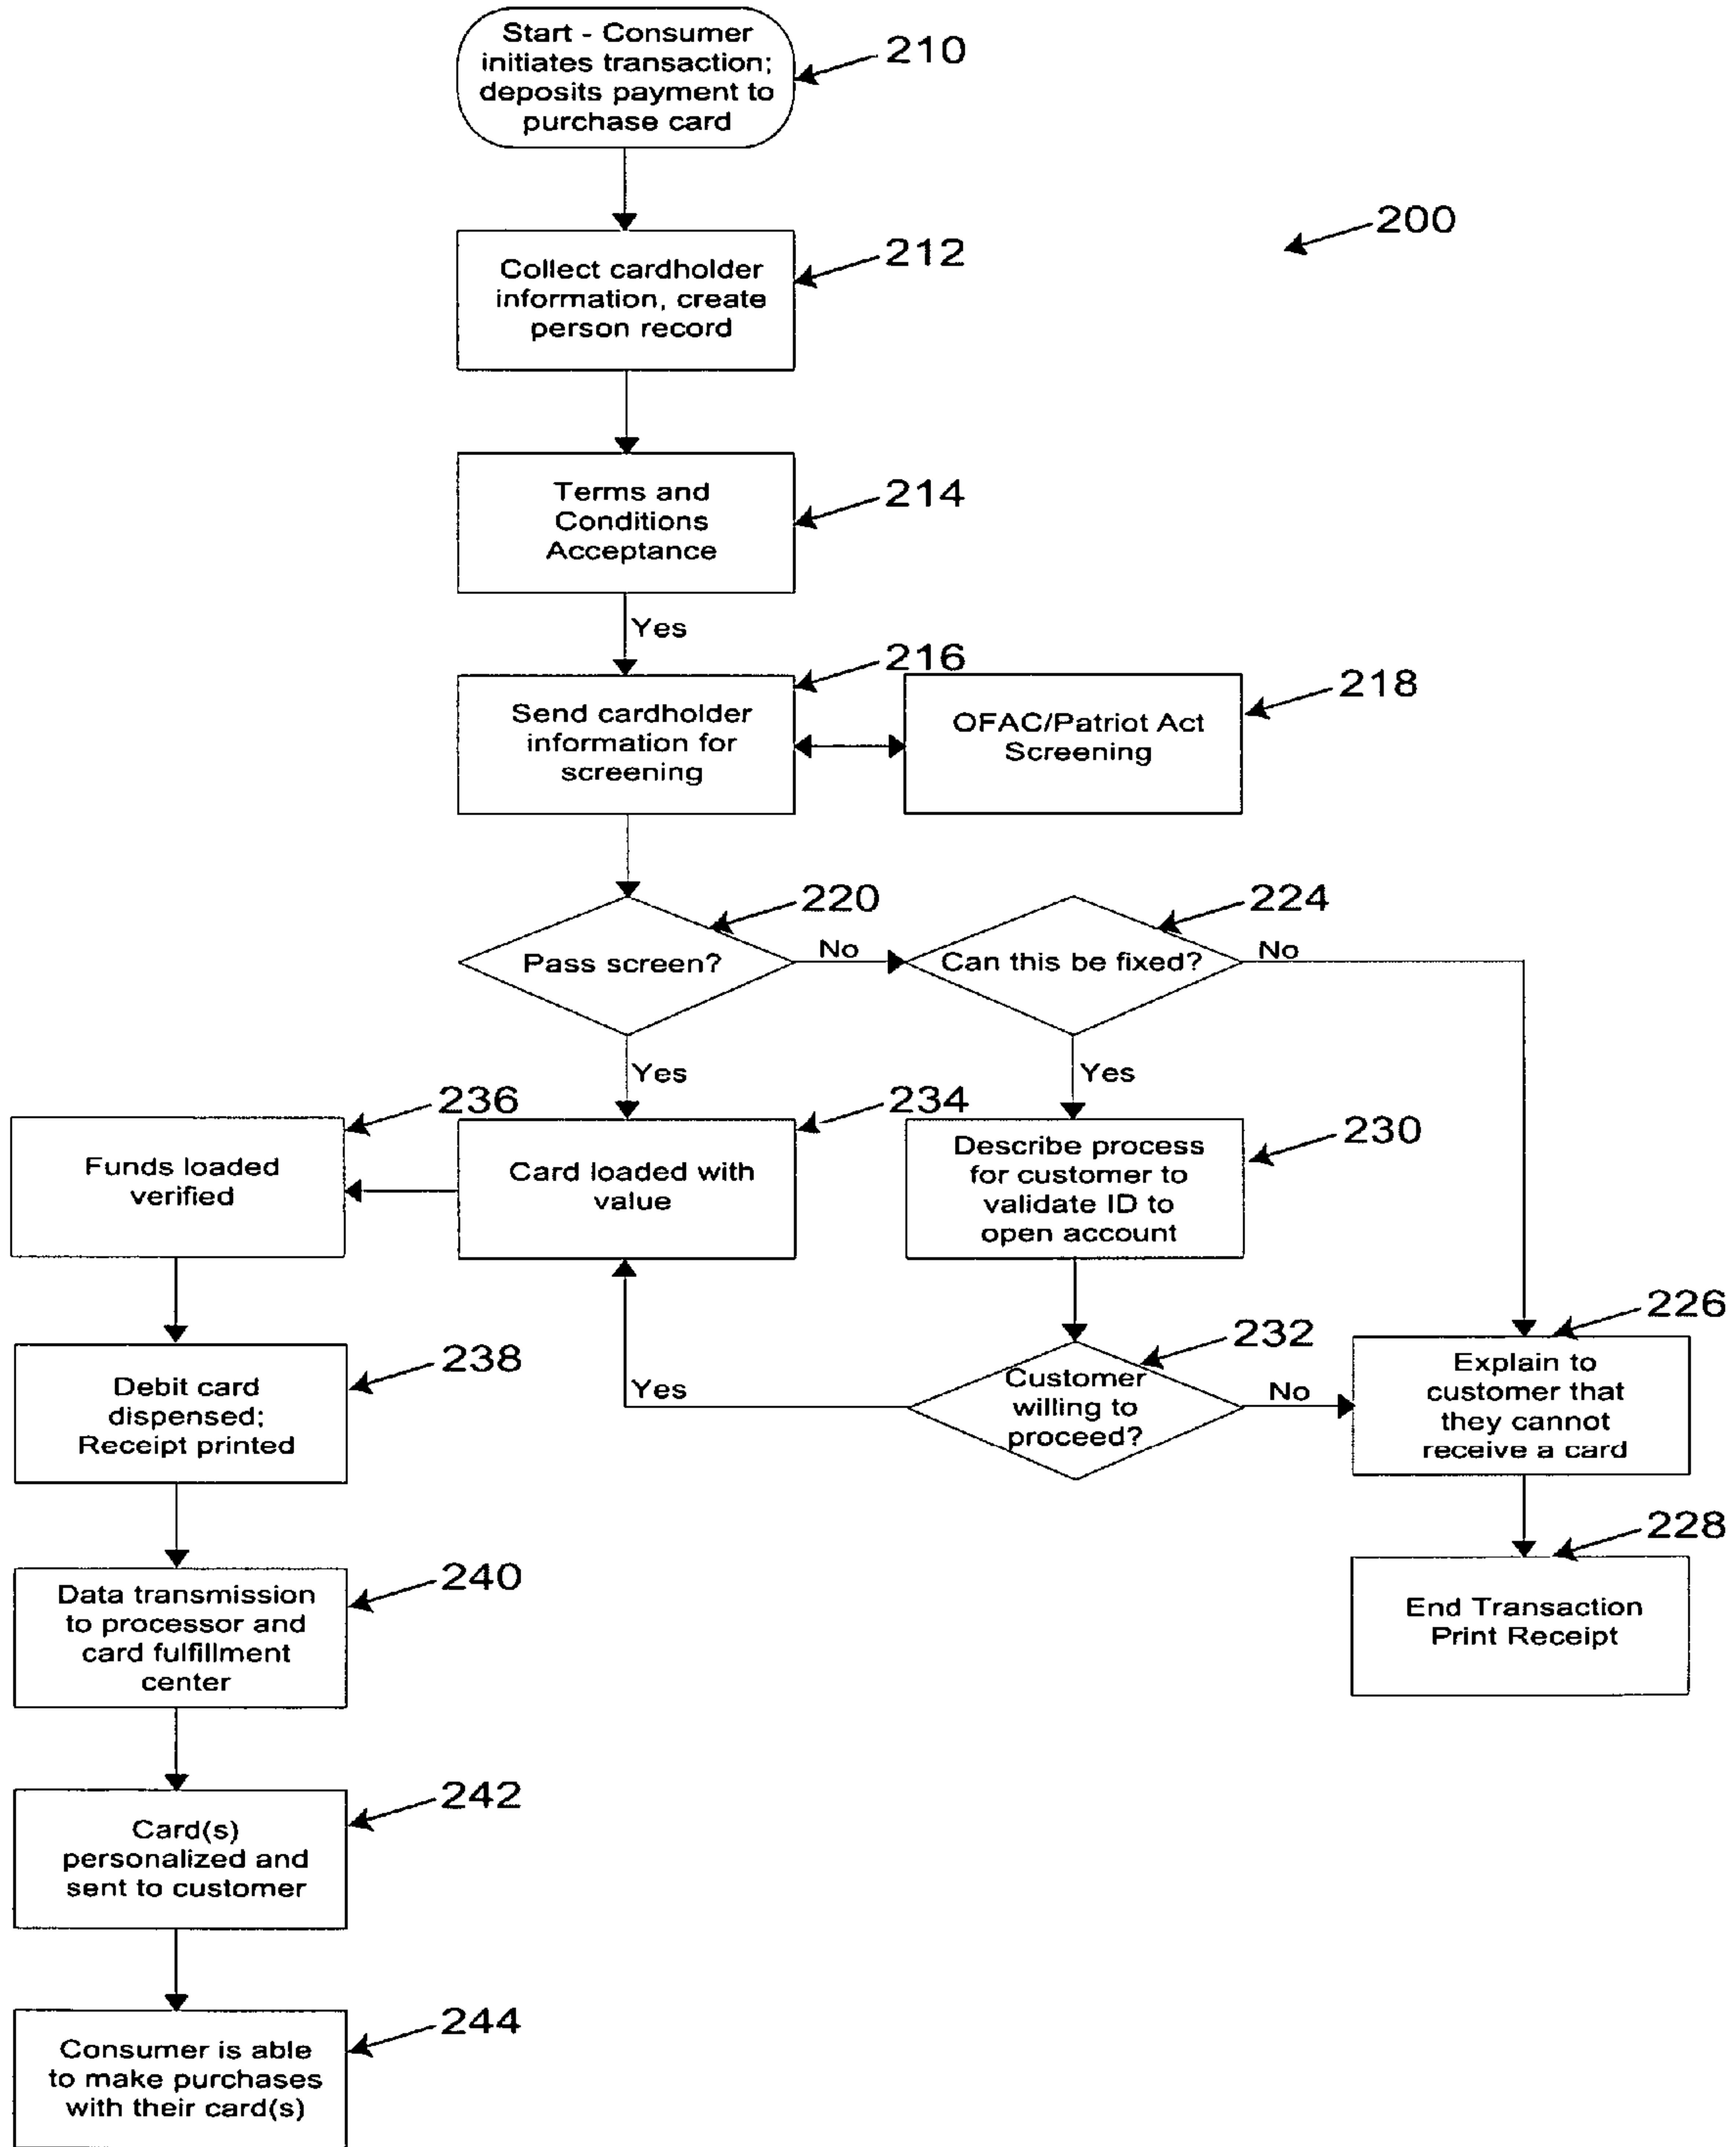 Start - Consumer
initiates transaction;
deposits payment to
purchase card
210
200
212
Collect cardholder
information, create
person record
214
Terms and
Conditions
Acceptance
Yes
216
Send cardholder
information for
screening
218
OFAC/Patriot Act
Screening
220
Pass screen?
No
224
Can this be fixed?
No
Yes
Yes
236
Funds loaded
verified
234
Card loaded with
value
230
Describe process
for customer to
validate ID to
open account
232
Customer
willing to
proceed?
Yes
No
226
Explain to
customer that
they cannot
receive a card
238
Debit card
dispensed;
Receipt printed
228
End Transaction
Print Receipt
240
Data transmission
to processor and
card fulfillment
center
242
Card(s)
personalized and
sent to customer
244
Consumer is able
to make purchases
with their card(s)